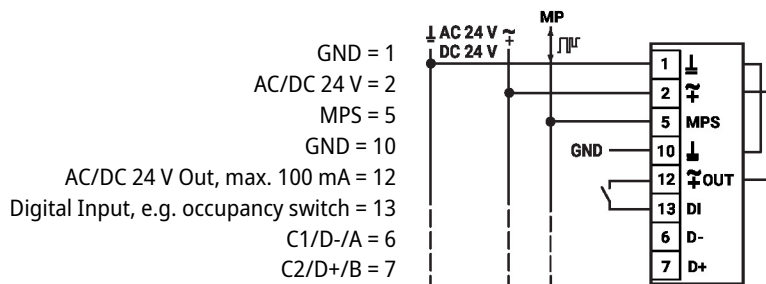 GND = 1
AC/DC 24 V = 2
MPS = 5
GND = 10
AC/DC 24 V Out, max. 100 mA = 12
Digital Input, e.g. occupancy switch = 13
C1/D-/A = 6
C2/D+/B = 7
MP
AC 24 V
DC 24 V
1
2
5 MPS
GND
10
12 OUT
13 DI
6 D-
7 D+